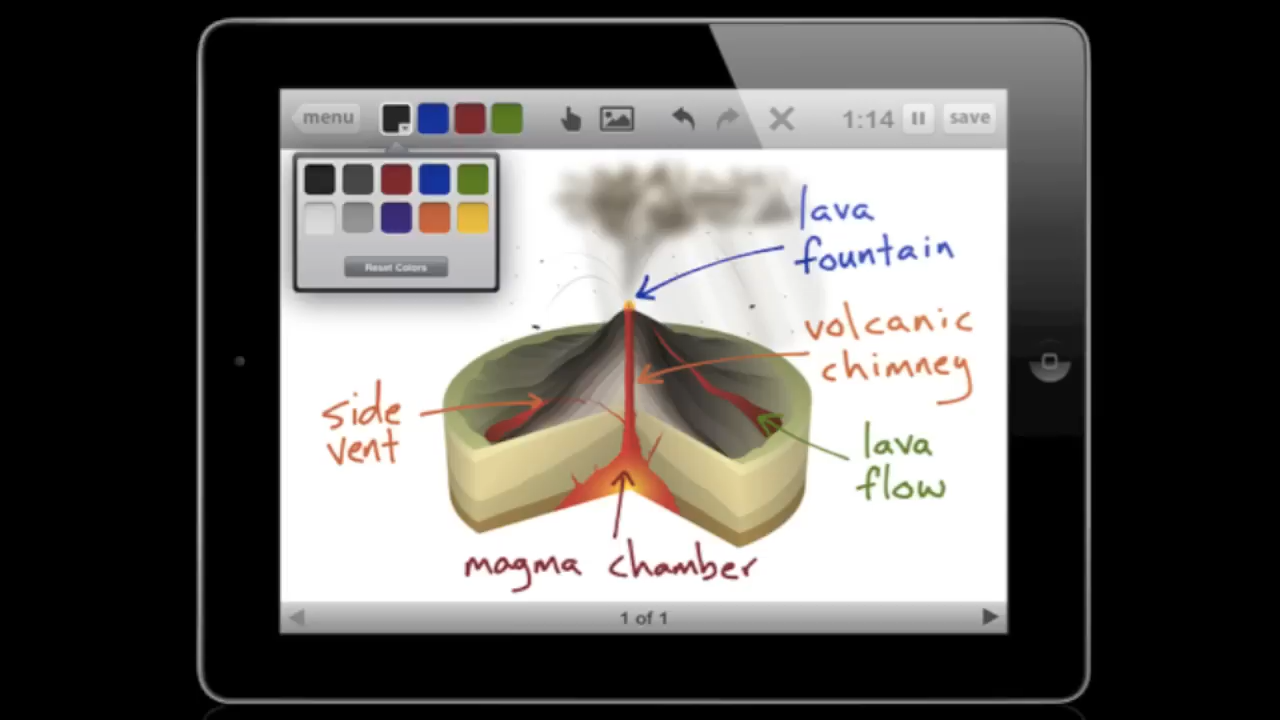 menu
1:14
save
Reset Colors
lava
fountain
volcanic
chimney
side
vent
lava
flow
magma chamber
1 of 1